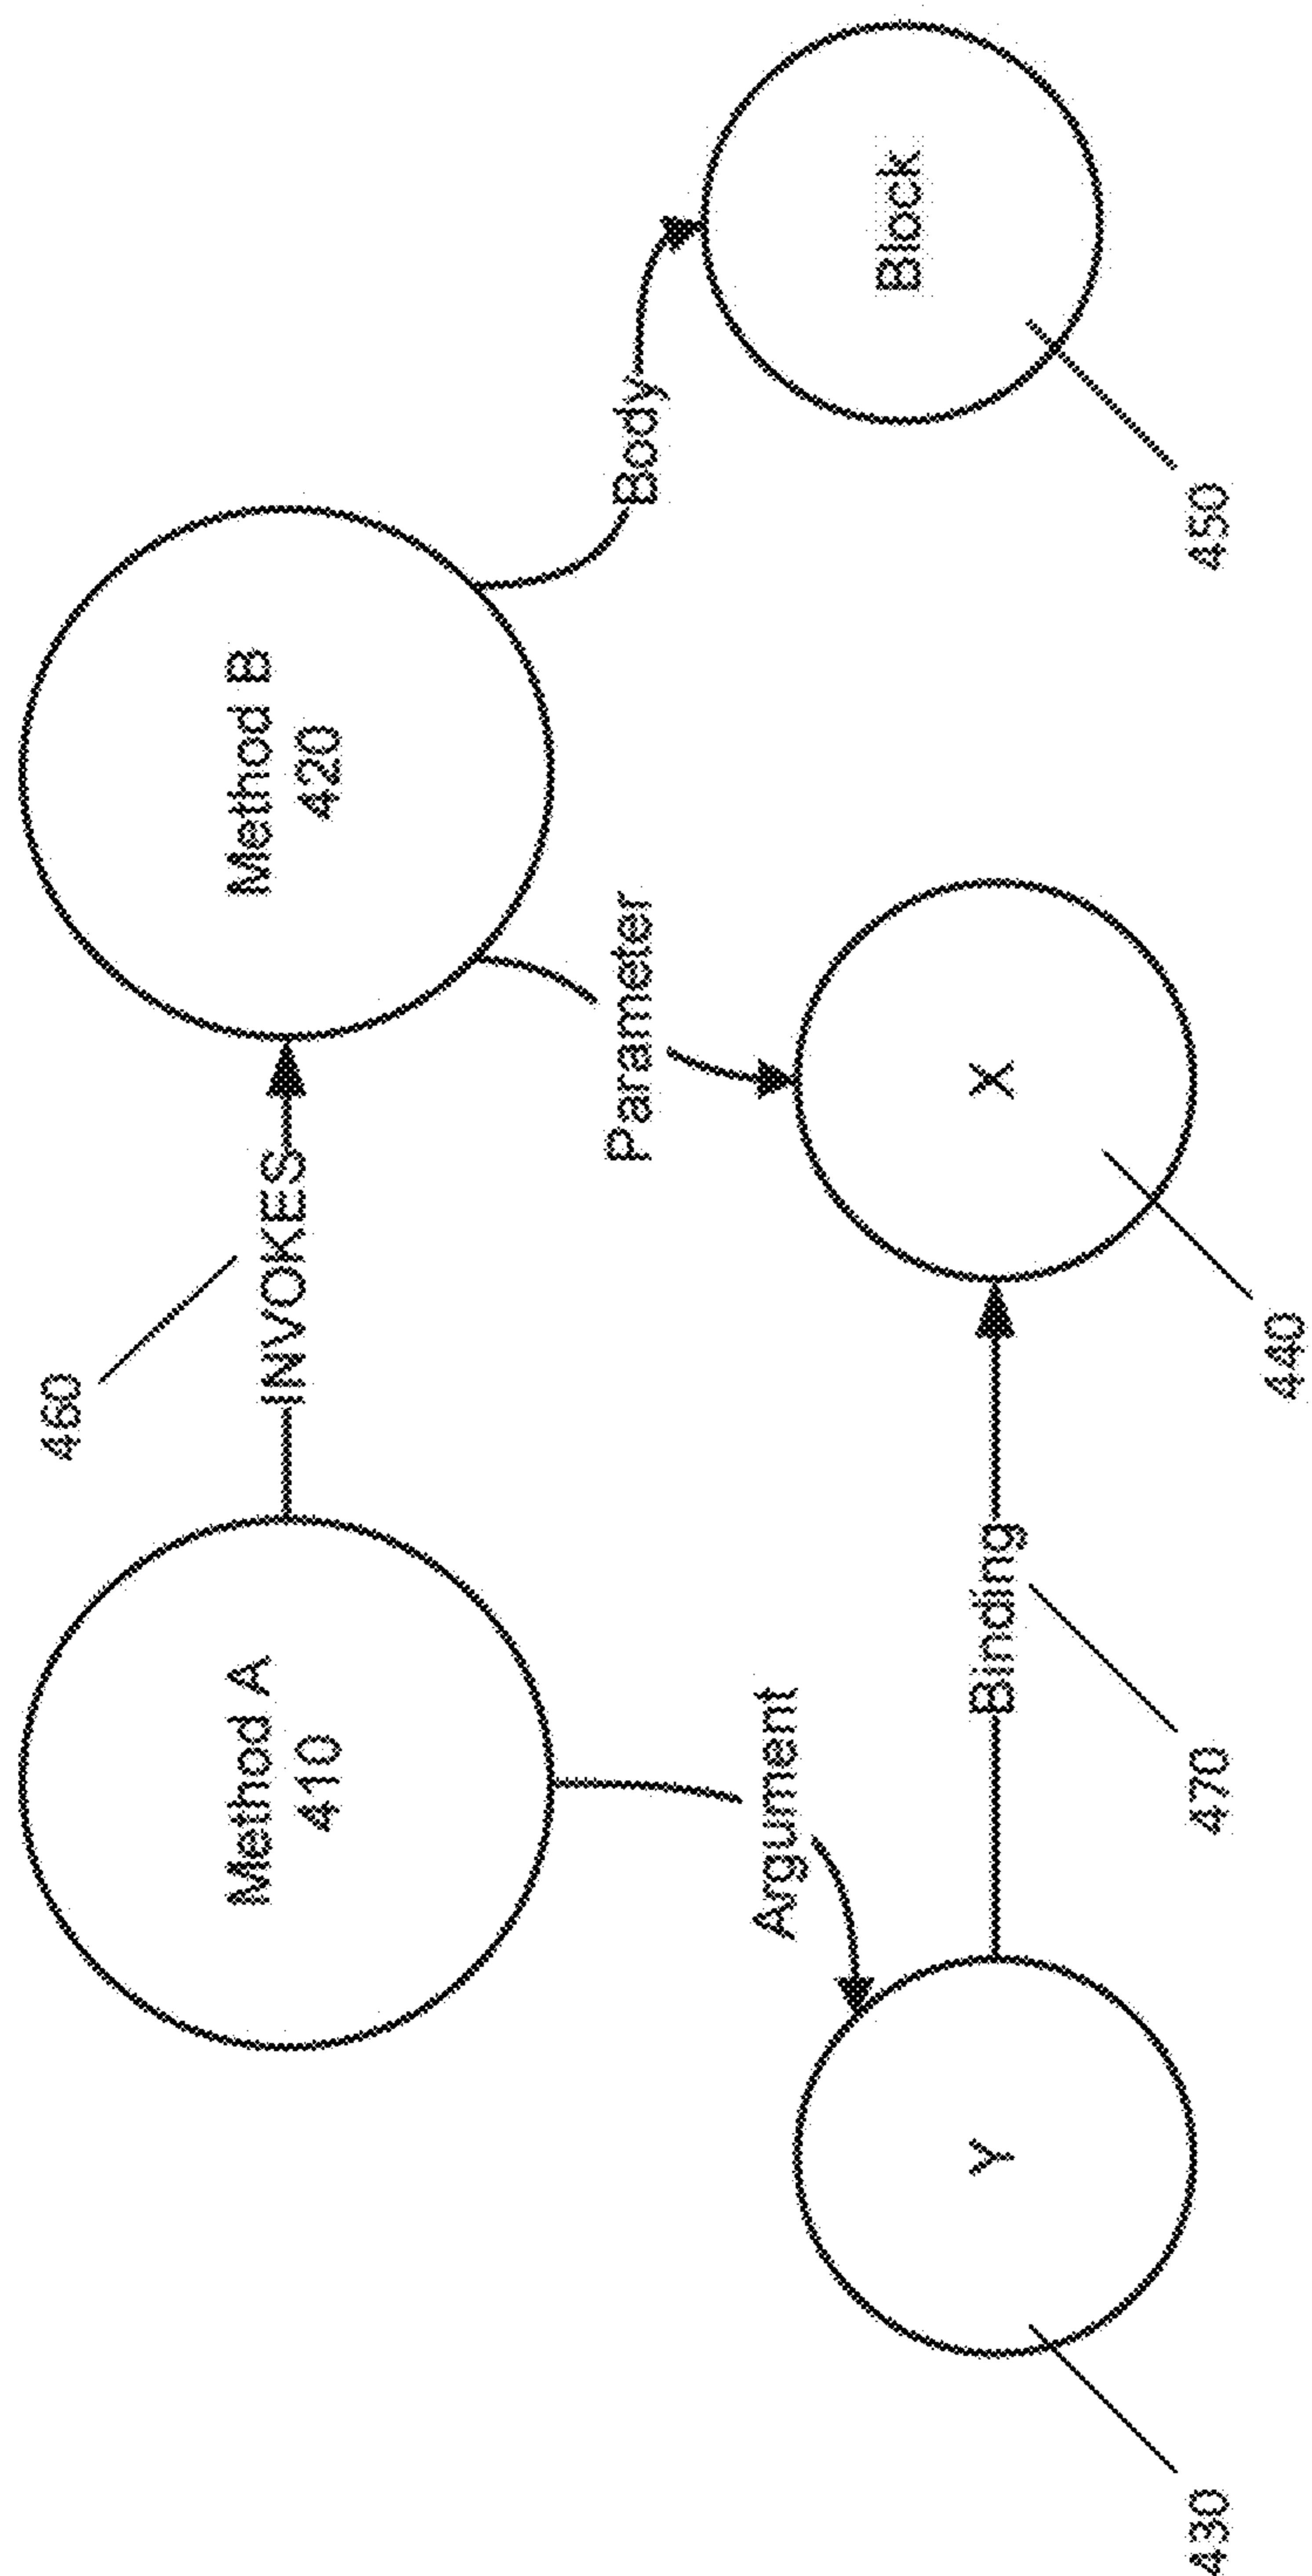 460
Method A
410
INVOKES
Method B
420
Argument
Parameter
Body
Y
Binding
X
Block
430
470
440
450